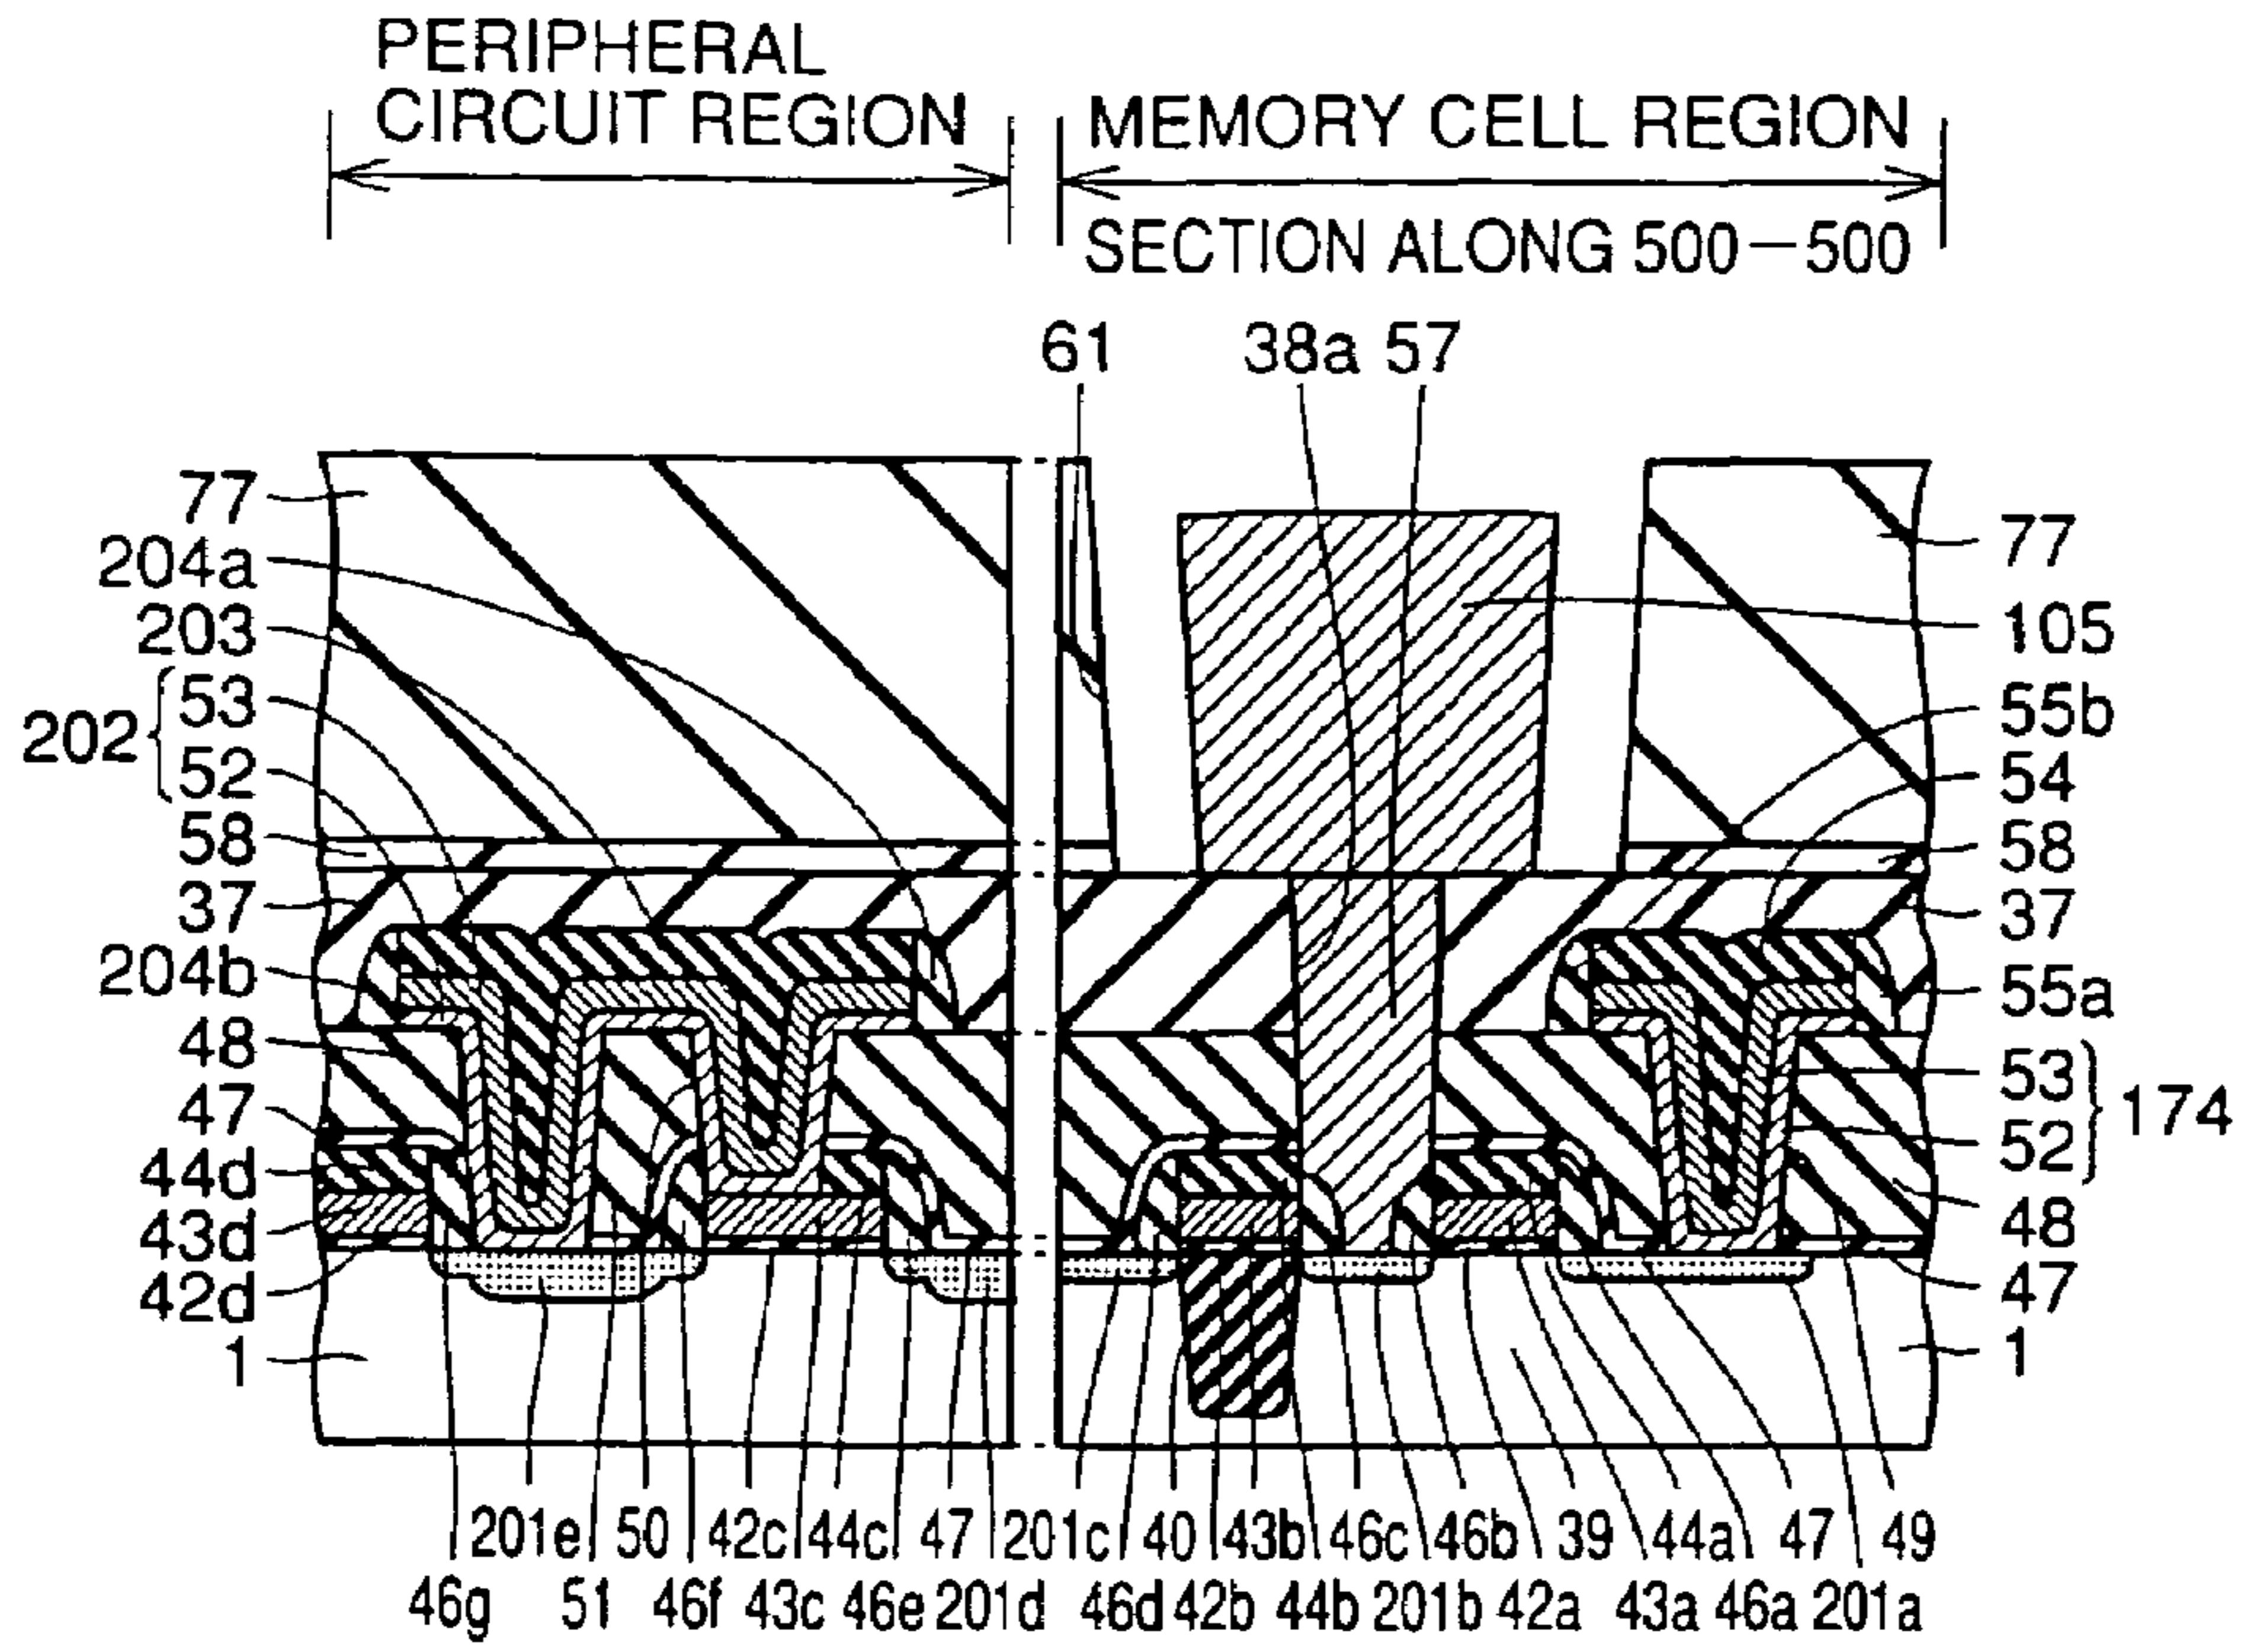 PERIPHERAL
CIRCUIT REGION
MEMORY CELL REGION
SECTION ALONG 500—500
61 38a 57
77
204a
203
202 { 53
52
58
37
204b
48
47
44d
43d
42d
1
77
105
55b
54
58
37
55a
53 } 174
52
48
47
1
201e 50 42c 44c 47 201c 40 43b 46c 46b 39 44a 47 49
46g 51 46f 43c 46e 201d 46d 42b 44b 201b 42a 43a 46a 201a